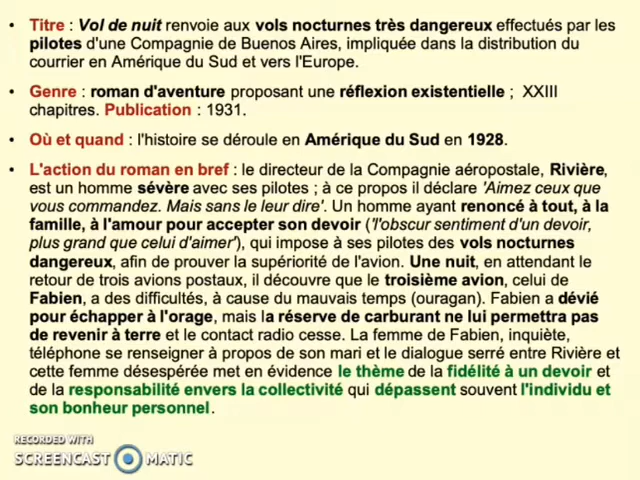 • Titre : Vol de nuit renvoie aux vols nocturnes très dangereux effectués par les
pilotes d'une Compagnie de Buenos Aires, impliquée dans la distribution du
courrier en Amérique du Sud et vers l'Europe.
• Genre : roman d'aventure proposant une réflexion existentielle ; XXIII
chapitres. Publication : 1931.
• Où et quand : l'histoire se déroule en Amérique du Sud en 1928.
• L'action du roman en bref : le directeur de la Compagnie aéropostale, Rivière,
est un homme sévère avec ses pilotes ; à ce propos il déclare 'Aimez ceux que
vous commandez. Mais sans le leur dire'. Un homme ayant renoncé à tout, à la
famille, à l'amour pour accepter son devoir ('l'obscur sentiment d'un devoir,
plus grand que celui d'aimer'), qui impose à ses pilotes des vols nocturnes
dangereux, afin de prouver la supériorité de l'avion. Une nuit, en attendant le
retour de trois avions postaux, il découvre que le troisième avion, celui de
Fabien, a des difficultés, à cause du mauvais temps (ouragan). Fabien a dévié
pour échapper à l'orage, mais la réserve de carburant ne lui permettra pas
de revenir à terre et le contact radio cesse. La femme de Fabien, inquiète,
téléphone se renseigner à propos de son mari et le dialogue serré entre Rivière et
cette femme désespérée met en évidence le thème de la fidélité à un devoir et
de la responsabilité envers la collectivité qui dépassent souvent l'individu et
son bonheur personnel.
RECORDED WITH
SCREENCAST MATIC